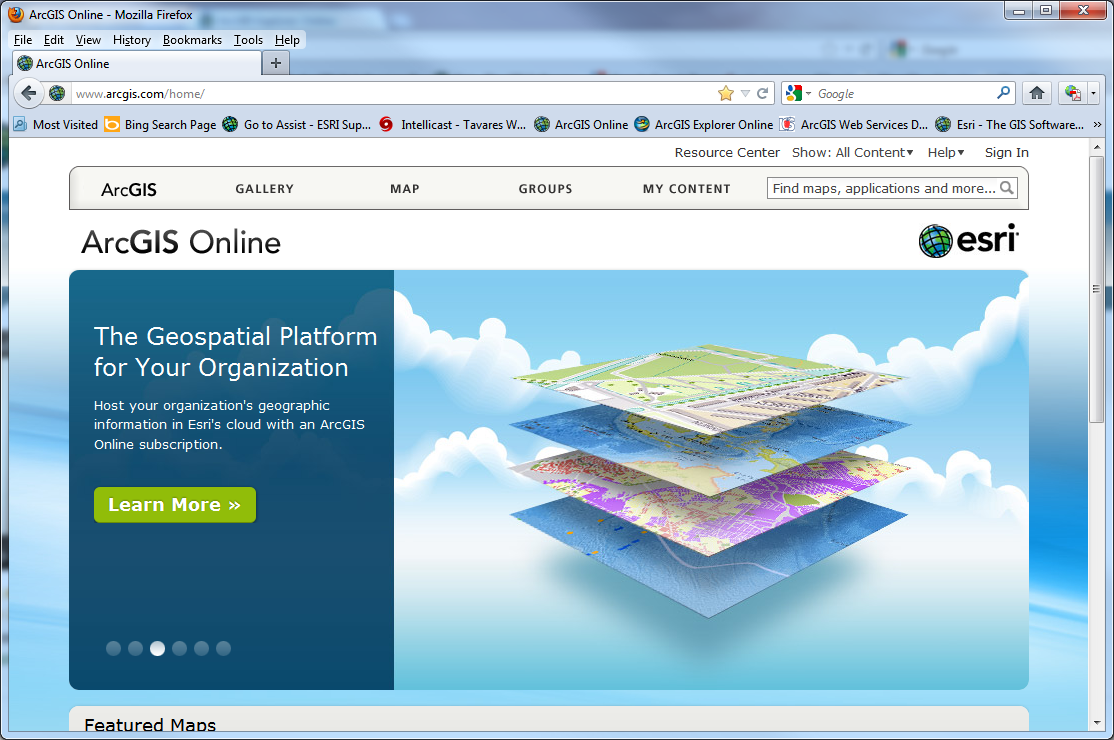 ArcGIS Online - Mozilla Firefox
File Edit View History Bookmarks Tools Help
ArcGIS Online
www.arcgis.com/home/
Google
Most Visited Bing Search Page Go to Assist - ESRI Sup... Intellicast - Tavares W... ArcGIS Online ArcGIS Explorer Online ArcGIS Web Services D... Esri - The GIS Software... »
Resource Center Show: All Content▾ Help▾ Sign In
ArcGIS GALLERY MAP GROUPS MY CONTENT Find maps, applications and more...
ArcGIS Online esri
The Geospatial Platform
for Your Organization
Host your organization's geographic
information in Esri's cloud with an ArcGIS
Online subscription.
Learn More »
Featured Maps